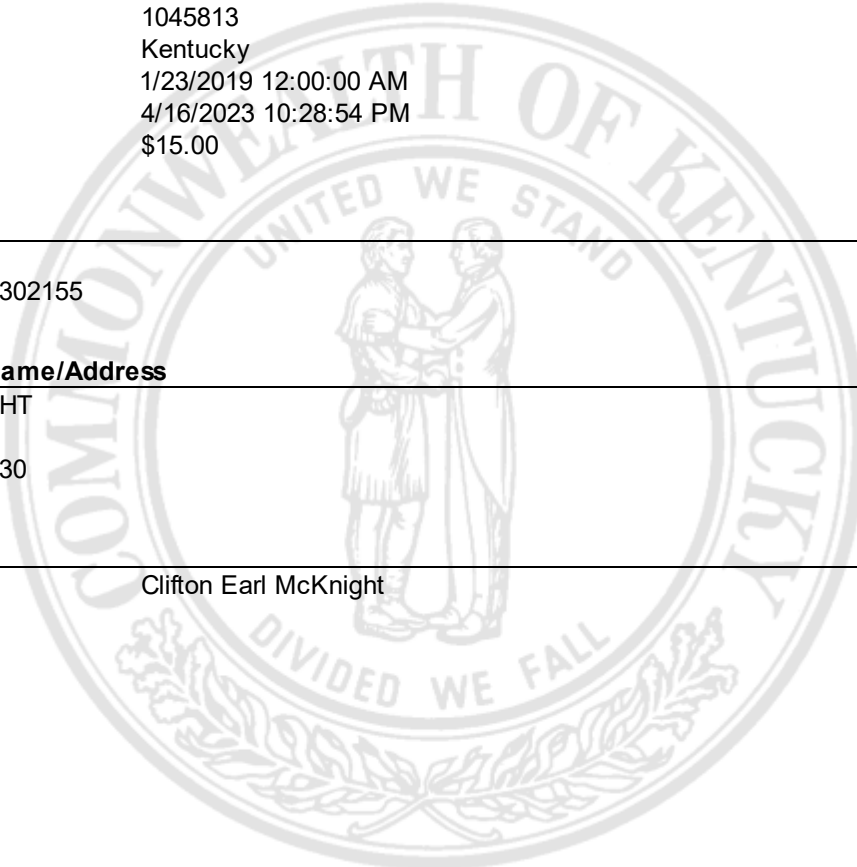 1045813
Kentucky
1/23/2019 12:00:00 AM
4/16/2023 10:28:54 PM
$15.00
COMMONWEALTH OF KENTUCKY
UNITED WE STAND
302155
ame/Address
HT
30
Clifton Earl McKnight
DIVIDED WE FALL